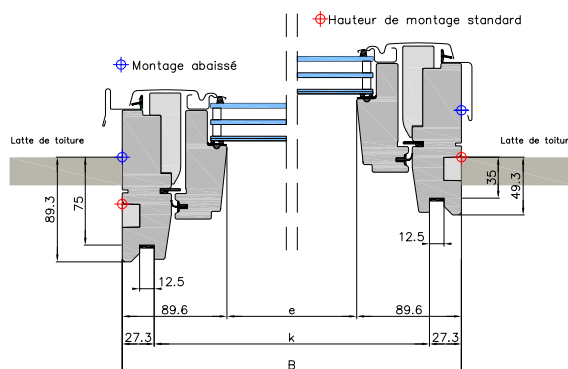 Hauteur de montage standard
Montage abaissé
Latte de toiture
Latte de toiture
89.3
75
35
49.3
12.5
12.5
89.6
e
89.6
27.3
k
27.3
B